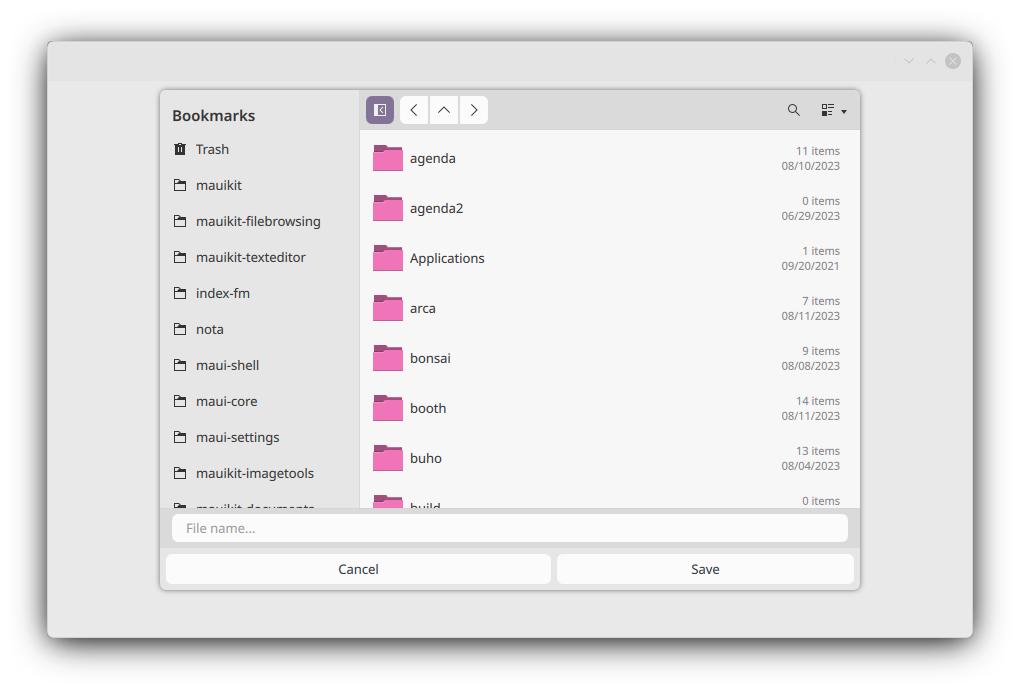 Bookmarks
Trash
mauikit
mauikit-filebrowsing
mauikit-texteditor
index-fm
nota
maui-shell
maui-core
maui-settings
mauikit-imagetools
mauikit-documents
agenda
11 items
08/10/2023
agenda2
0 items
06/29/2023
Applications
1 items
09/20/2021
arca
7 items
08/11/2023
bonsai
9 items
08/08/2023
booth
14 items
08/11/2023
buho
13 items
08/04/2023
build
0 items
File name...
Cancel
Save